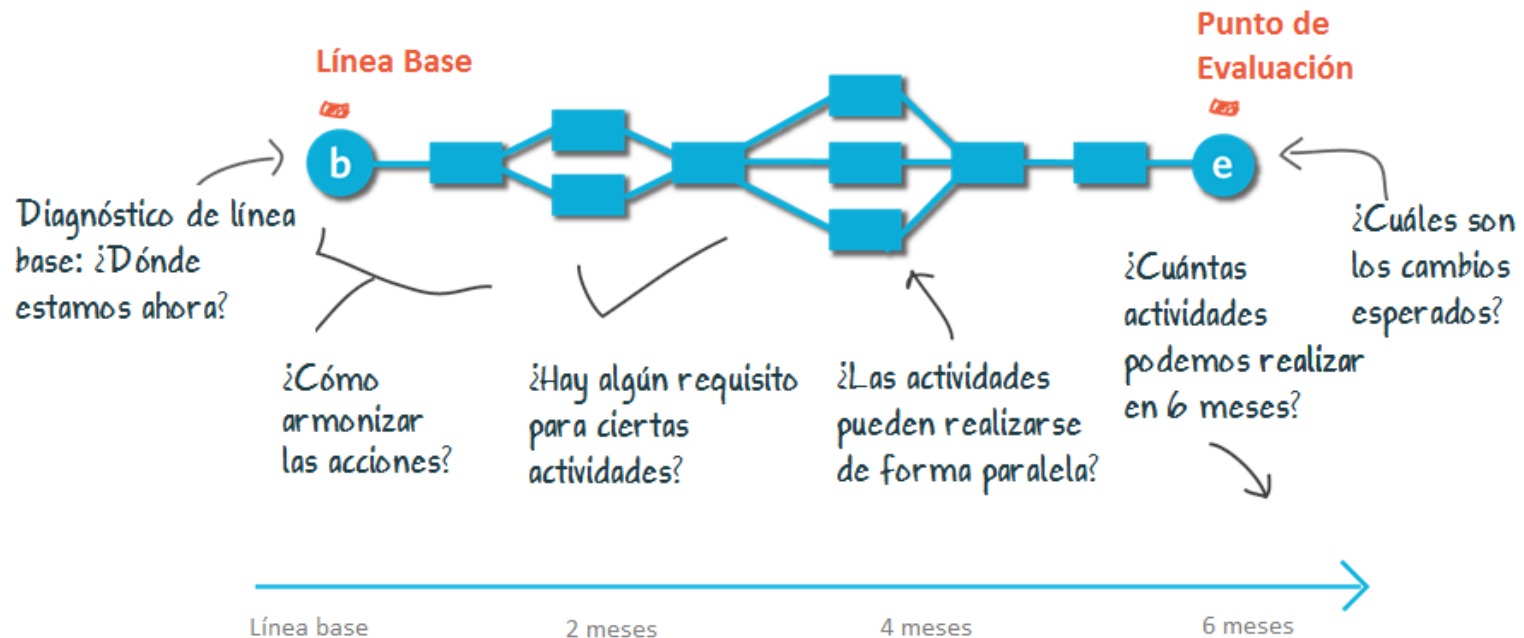 Línea Base
Punto de
Evaluación
b
e
Diagnóstico de línea
base: ¿Dónde
estamos ahora?
¿Cómo
armonizar
las acciones?
¿Hay algún requisito
para ciertas
actividades?
¿Las actividades
pueden realizarse
de forma paralela?
¿Cuántas
actividades
podemos realizar
en 6 meses?
¿Cuáles son
los cambios
esperados?
Línea base
2 meses
4 meses
6 meses